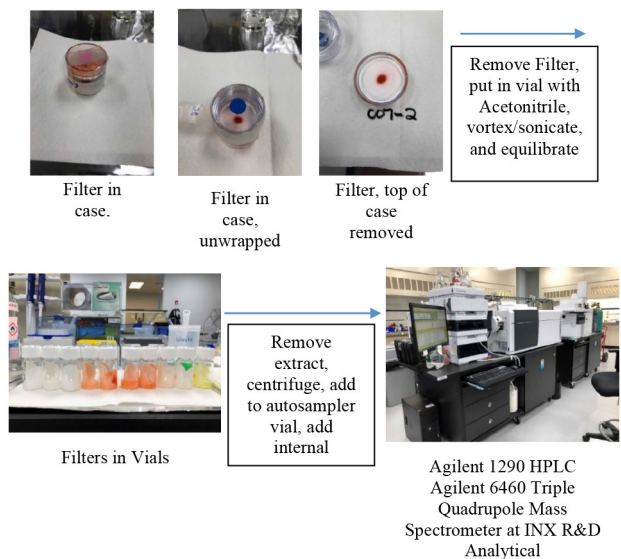 Remove Filter,
put in vial with
Acetonitrile,
vortex/sonicate,
and equilibrate
007-2
Filter in
case.
Filter in
case,
unwrapped
Filter, top of
case
removed
Remove
extract,
centrifuge, add
to autosampler
vial, add
internal
Filters in Vials
Agilent 1290 HPLC
Agilent 6460 Triple
Quadrupole Mass
Spectrometer at INX R&D
Analytical